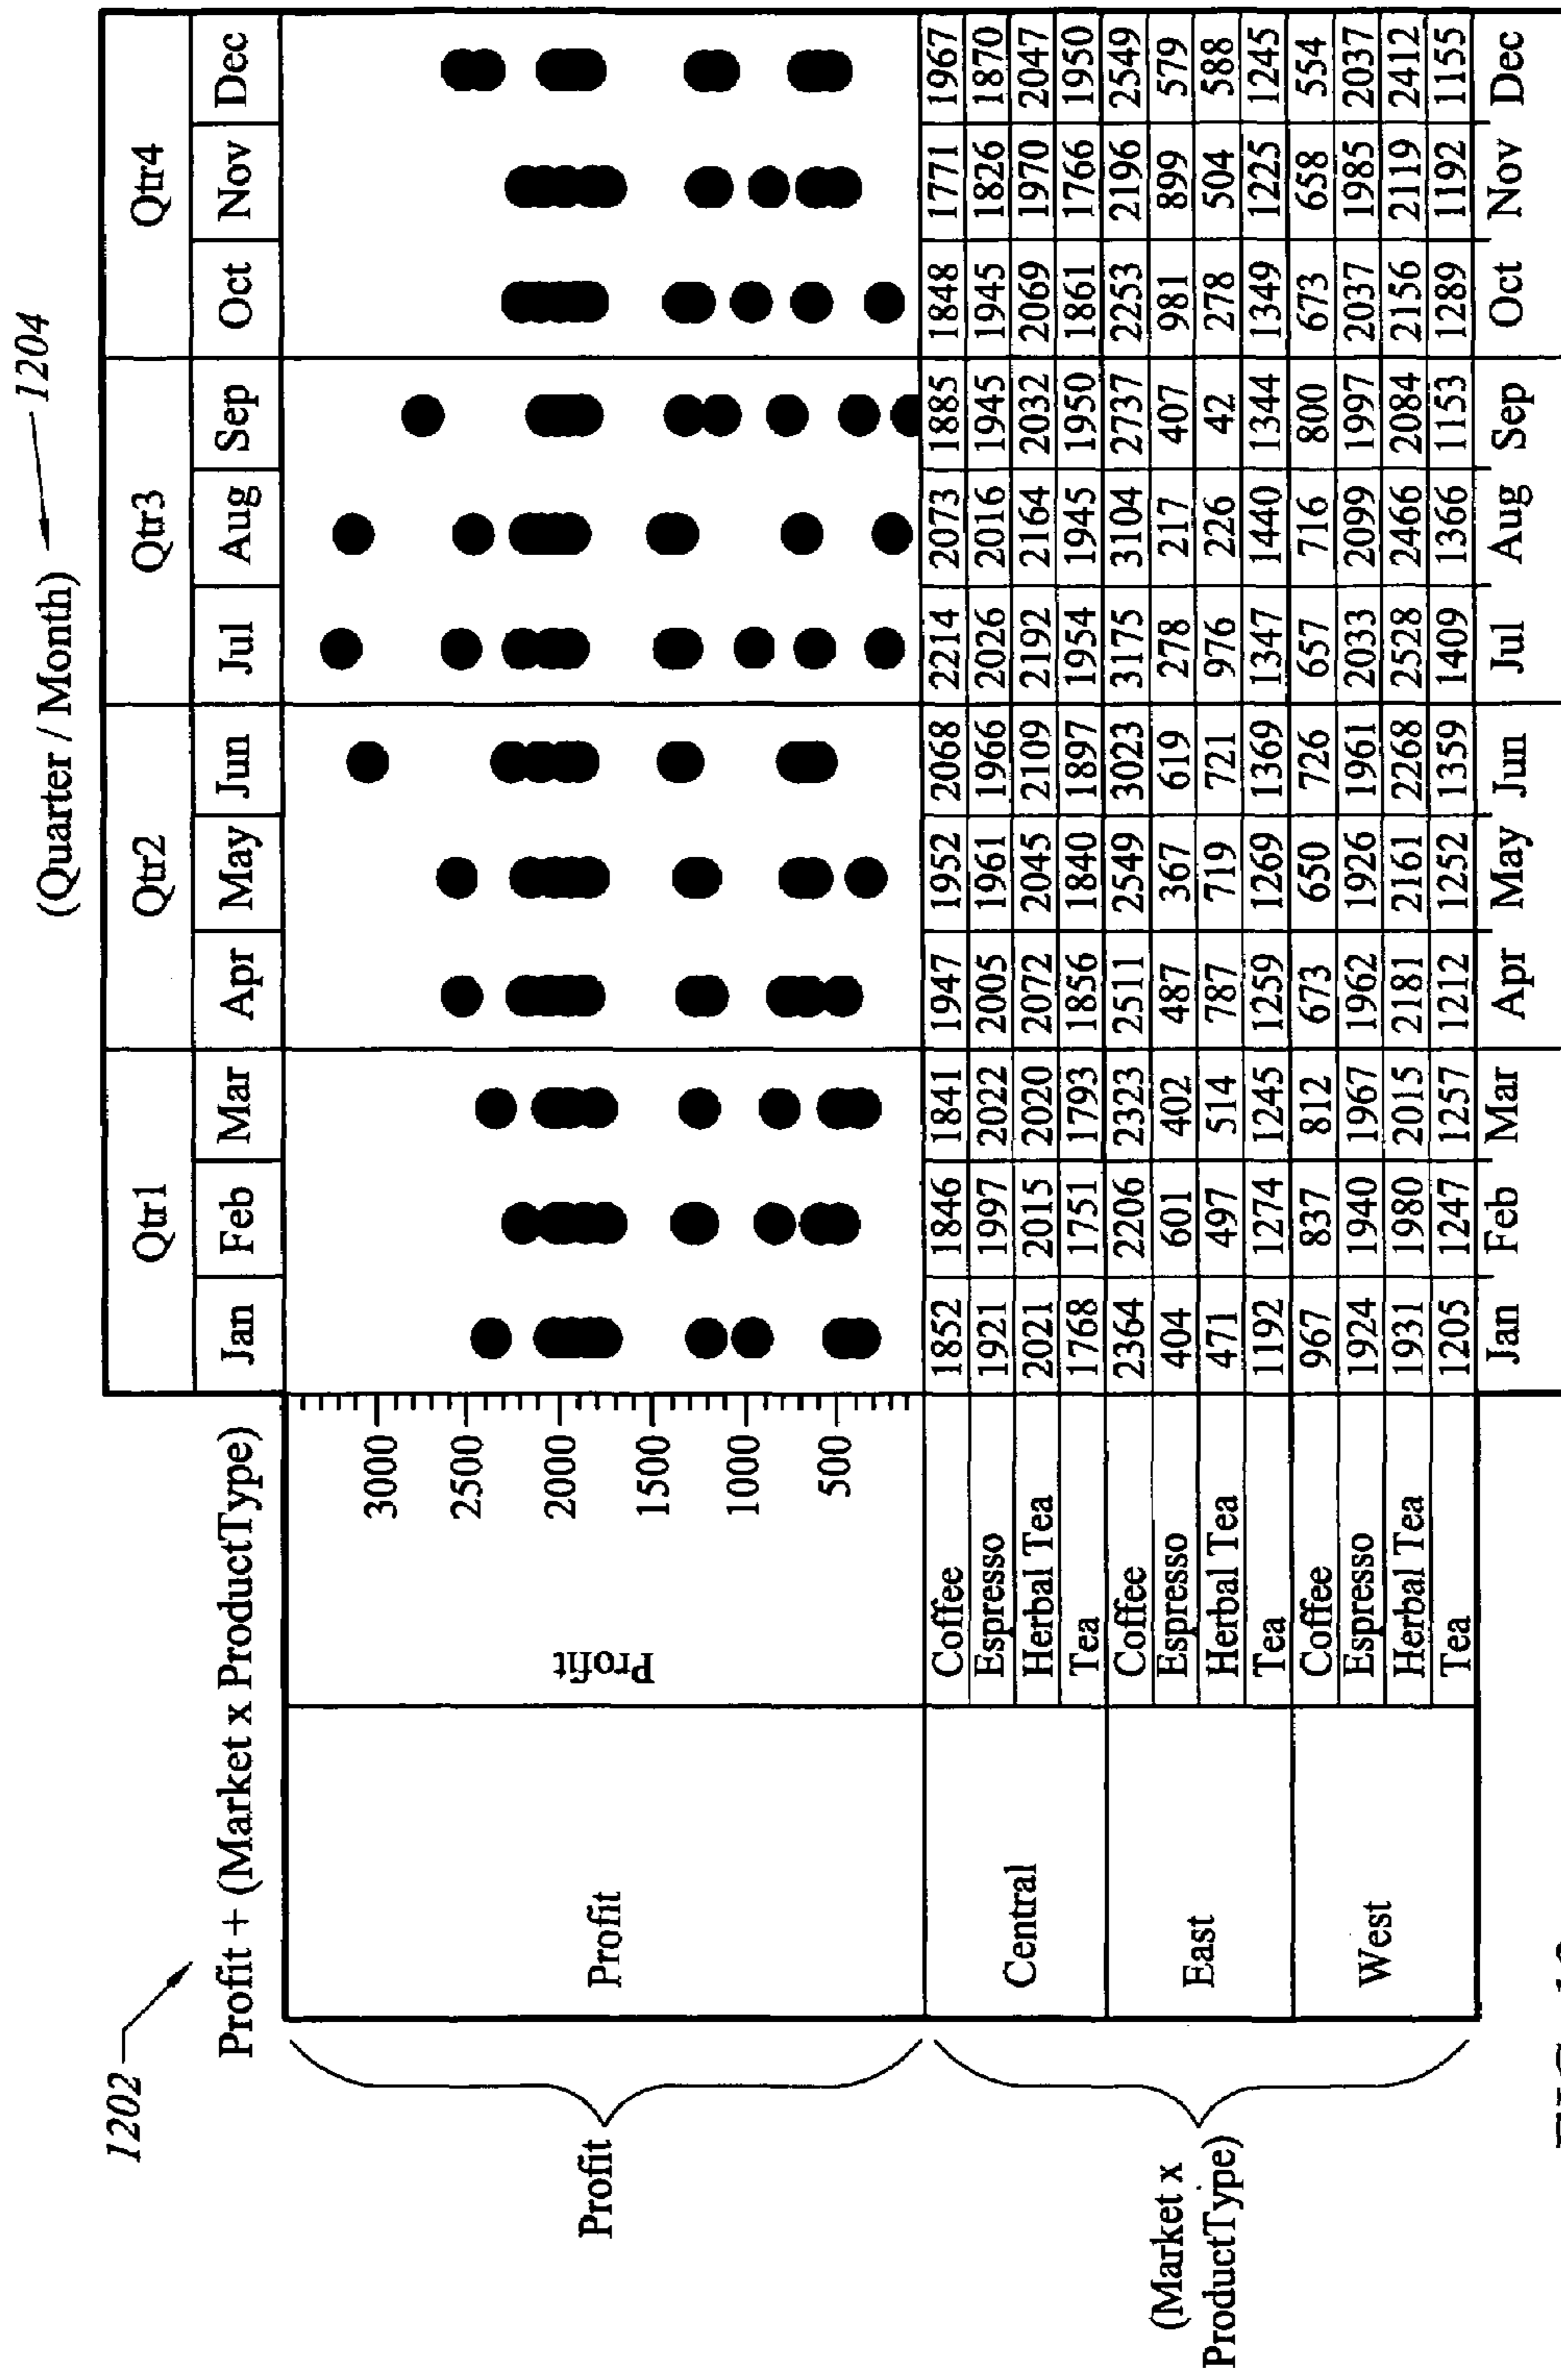 (Quarter / Month) 1204
1202
Profit + (Market x ProductType)
Qtr1 Qtr2 Qtr3 Qtr4
Jan Feb Mar Apr May Jun Jul Aug Sep Oct Nov Dec
Profit
Profit
Profit
3000
2500
2000
1500
1000
500
(Market x
ProductType)
Central
Coffee 1852 1846 1841 1947 1952 2068 2214 2073 1885 1848 1771 1967
Espresso 1921 1997 2022 2005 1961 1966 2026 2016 1945 1945 1826 1870
Herbal Tea 2021 2015 2020 2072 2045 2109 2192 2164 2032 2069 1970 2047
Tea 1768 1751 1793 1856 1840 1897 1954 1945 1950 1861 1766 1950
East
Coffee 2364 2206 2323 2511 2549 3023 3175 3104 2737 2253 2196 2549
Espresso 404 601 402 487 367 619 278 217 407 981 899 579
Herbal Tea 471 497 514 787 719 721 976 226 42 278 504 588
Tea 1192 1274 1245 1259 1269 1369 1347 1440 1344 1349 1225 1245
West
Coffee 967 837 812 673 650 726 657 716 800 673 658 554
Espresso 1924 1940 1967 1962 1926 1961 2033 2099 1997 2037 1985 2037
Herbal Tea 1931 1980 2015 2181 2161 2268 2528 2466 2084 2156 2119 2412
Tea 1205 1247 1257 1212 1252 1359 1409 1366 1153 1289 1192 1155
Jan Feb Mar Apr May Jun Jul Aug Sep Oct Nov Dec